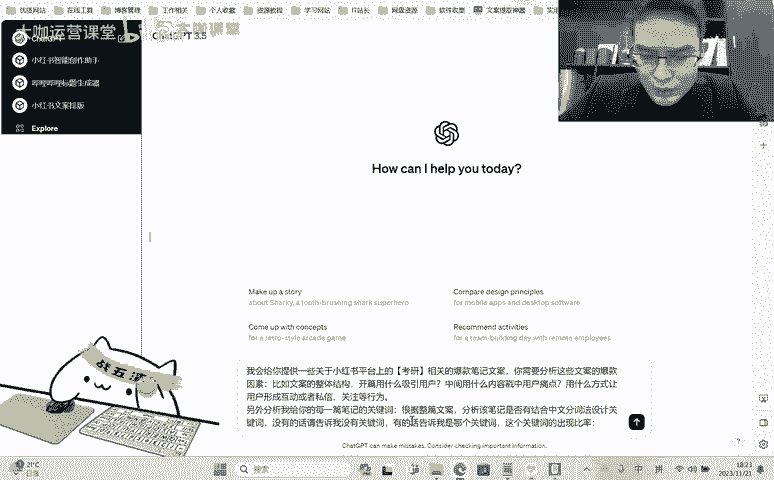 优质网站 在线工具 博客管理 工作相关 个人收藏 资源教程 学习网站 IT站长 网盘资源 软件收集 文案提取神器
大咖运营课堂
大咖课堂
ChatGPT
ChatGPT 3.5
小红书智能创作助手
哔哩哔哩标题生成器
小红书文案排版
Explore
How can I help you today?
Make up a story
about Sharky, a tooth-brushing shark superhero
Compare design principles
for mobile apps and desktop software
Come up with concepts
for a retro-style arcade game
Recommend activities
for a team-building day with remote employees
我会给你提供一些关于小红书平台上的【考研】相关的爆款笔记文案，你需要分析这些文案的爆款
因素：比如文案的整体结构，开篇用什么吸引用户？中间用什么内容戳中用户痛点？用什么方式让
用户形成互动或者私信、关注等行为。
另外分析我给你的每一篇笔记的关键词：根据整篇文案，分析该笔记是否有结合中文分词法设计关
键词，没有的话请告诉我没有关键词，有的话告诉我是哪个关键词，这个关键词的出现比率：
ChatGPT can make mistakes. Consider checking important information.
?
战五渣
21°C
搜索
中
拼
18:23
2023/11/21